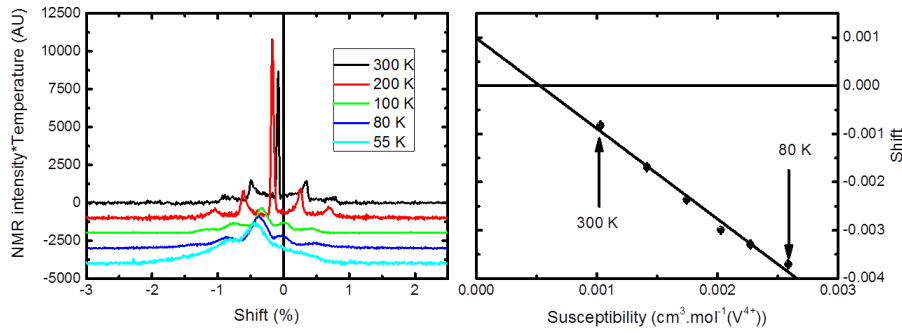 12500
10000
7500
5000
2500
0
-2500
-5000
NMR intensity*Temperature (AU)
300 K
200 K
100 K
80 K
55 K
-3
-2
-1
0
1
2
Shift (%)
300 K
80 K
0.001
0.000
-0.001
-0.002
-0.003
-0.004
Shift
0.000
0.001
0.002
0.003
Susceptibility (cm³.mol⁻¹(V⁴⁺))